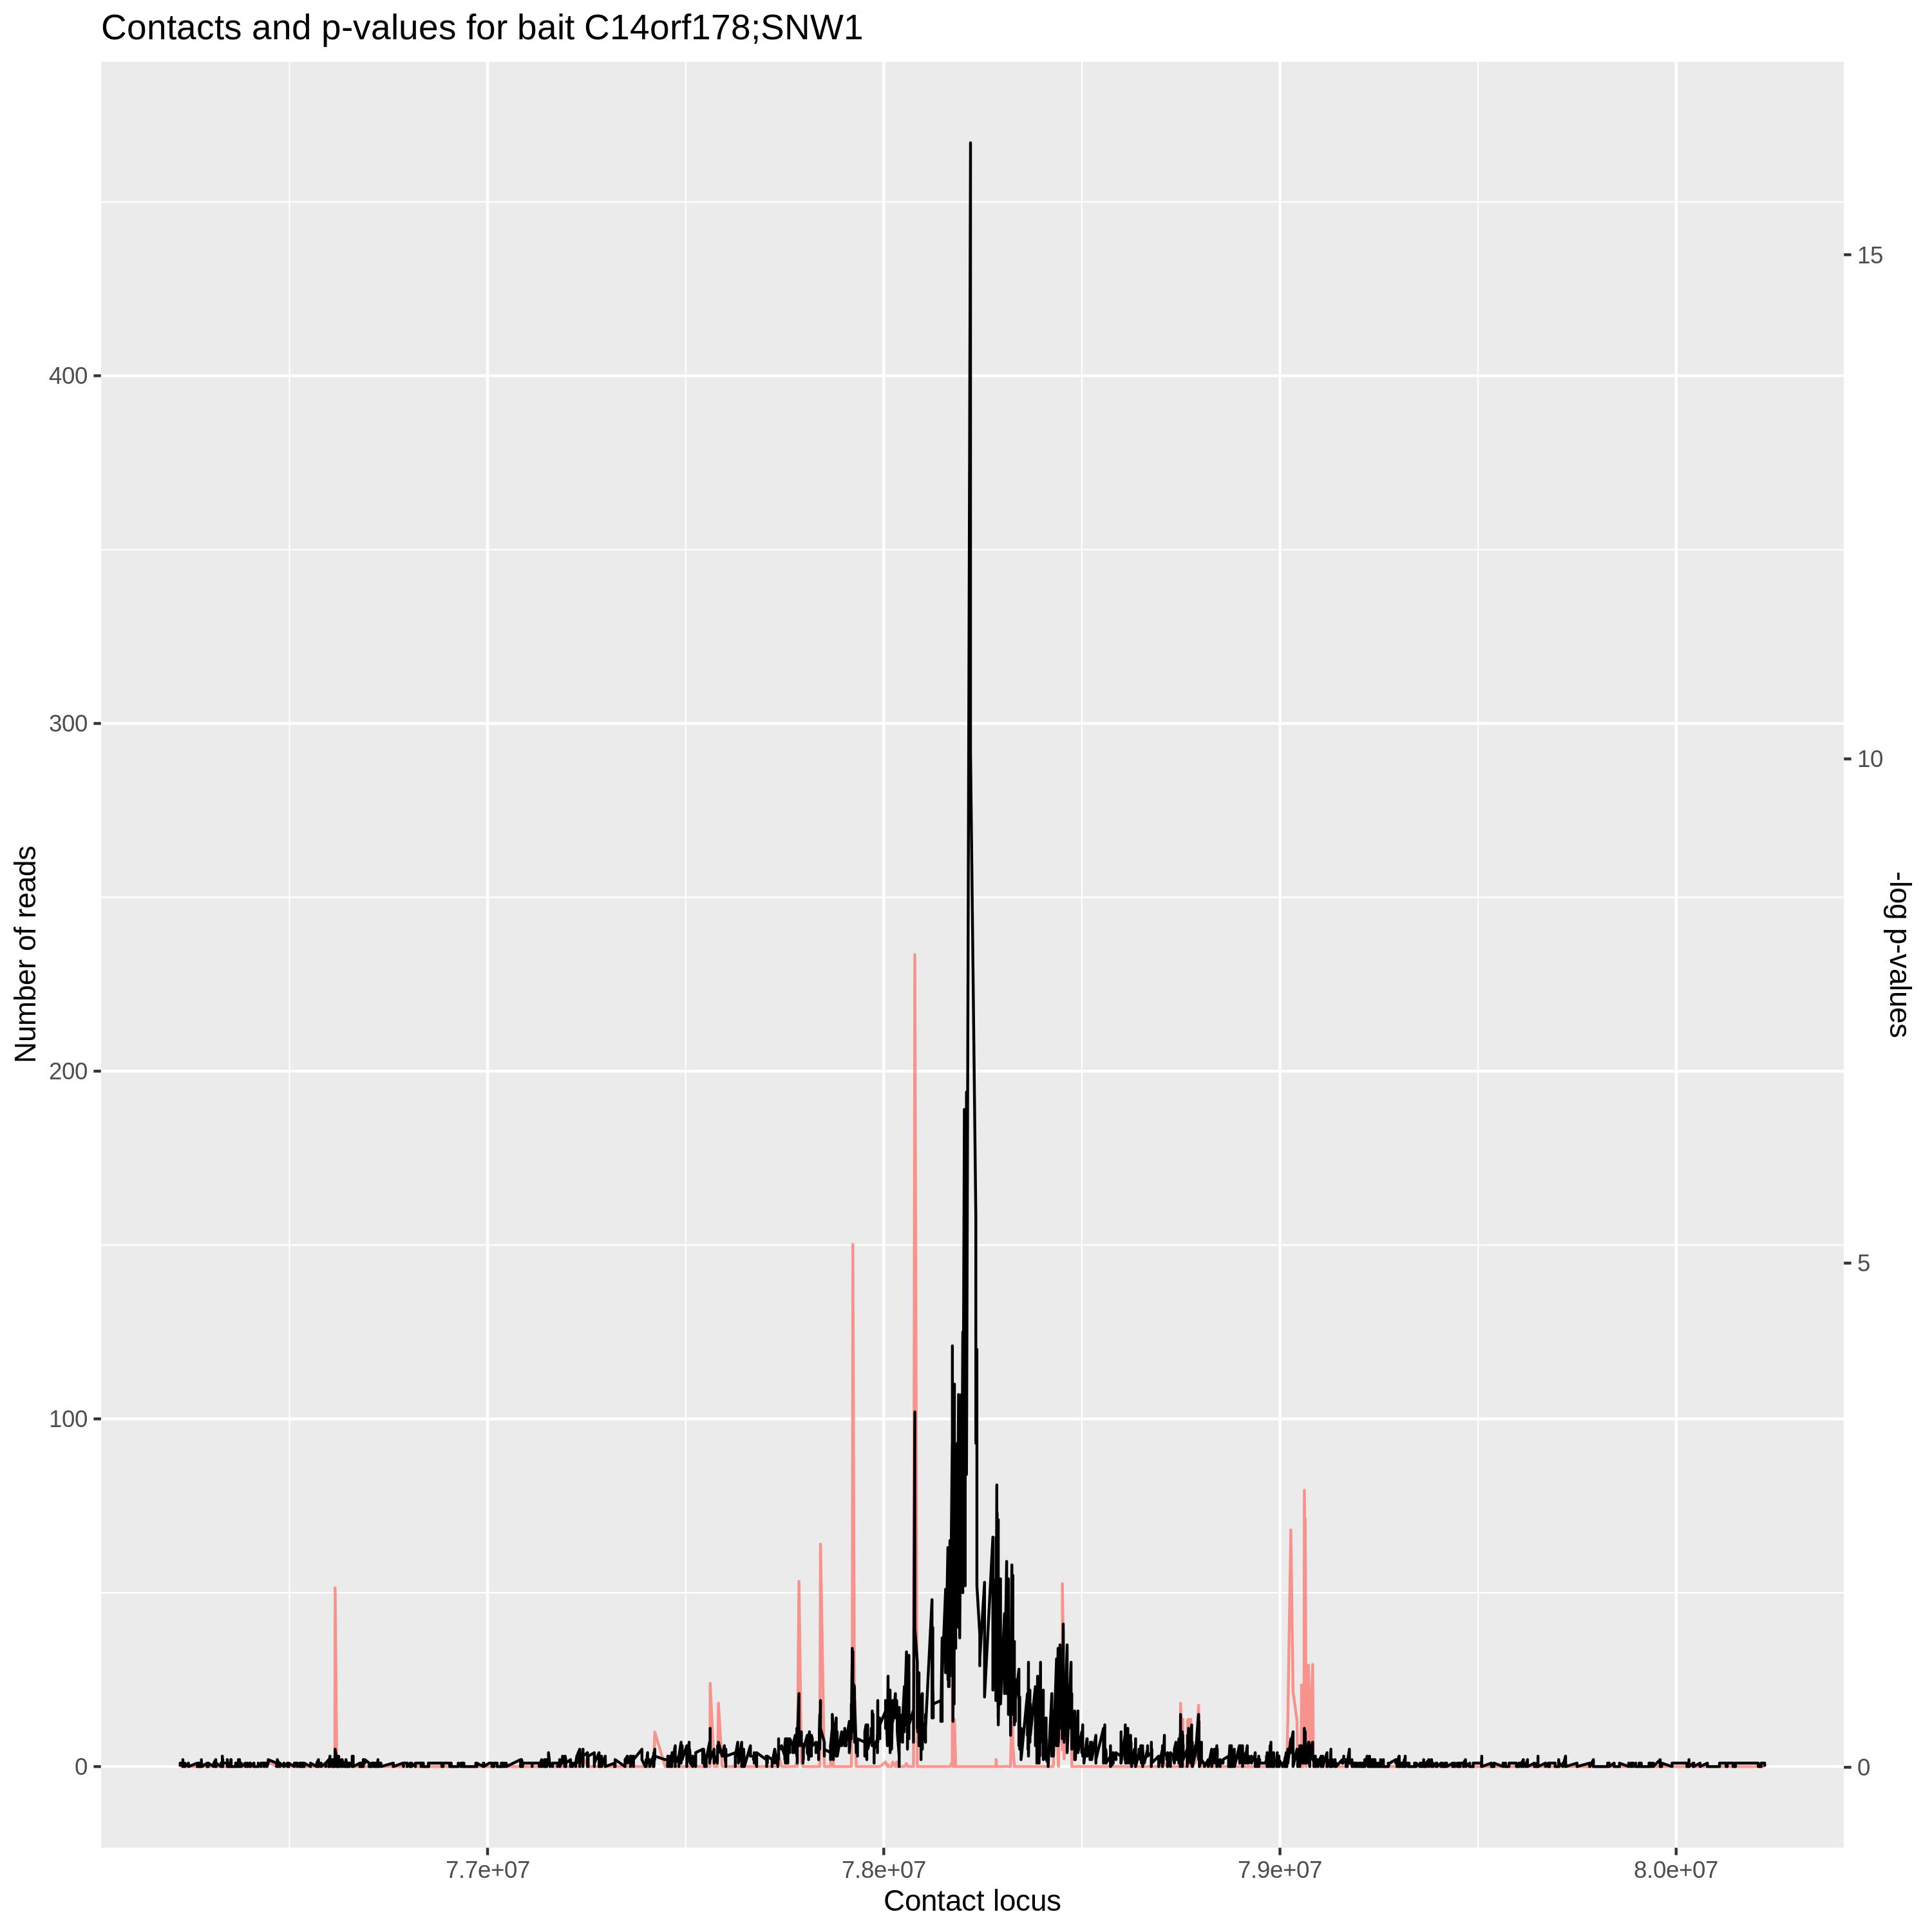 Contacts and p-values for bait C14orf178;SNW1
400
300
200
100
0
Number of reads
15
10
5
0
-log p-values
7.7e+07
7.8e+07
7.9e+07
8.0e+07
Contact locus